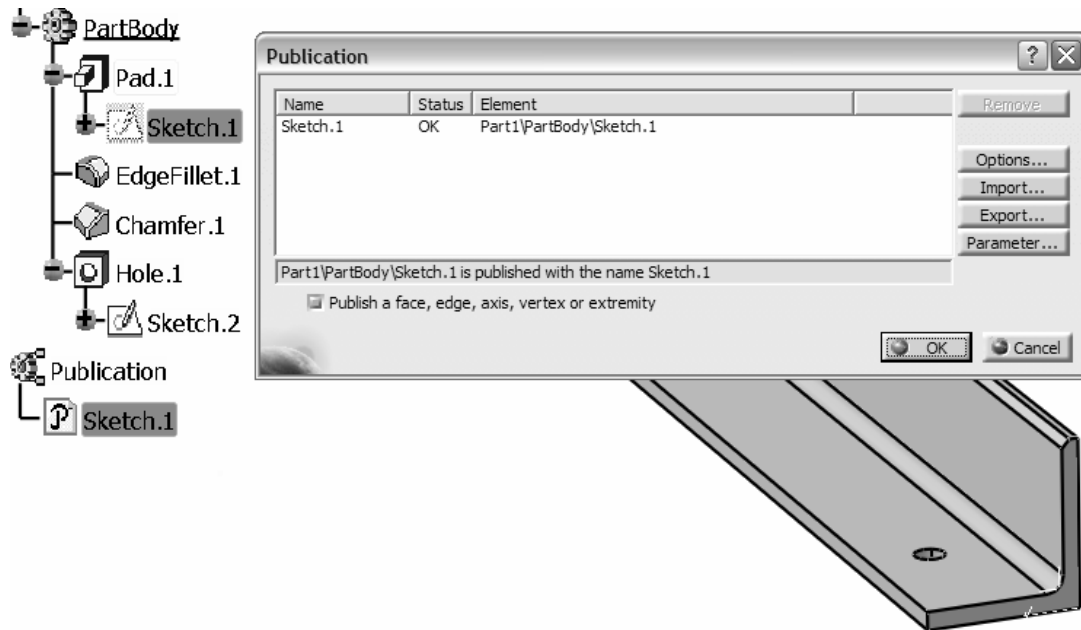 PartBody
Pad.1
Sketch.1
EdgeFillet.1
Chamfer.1
Hole.1
Sketch.2
Publication
Sketch.1
Publication
Name Status Element
Sketch.1 OK Part1\PartBody\Sketch.1
Remove
Options...
Import...
Export...
Parameter...
Part1\PartBody\Sketch.1 is published with the name Sketch.1
Publish a face, edge, axis, vertex or extremity
OK Cancel